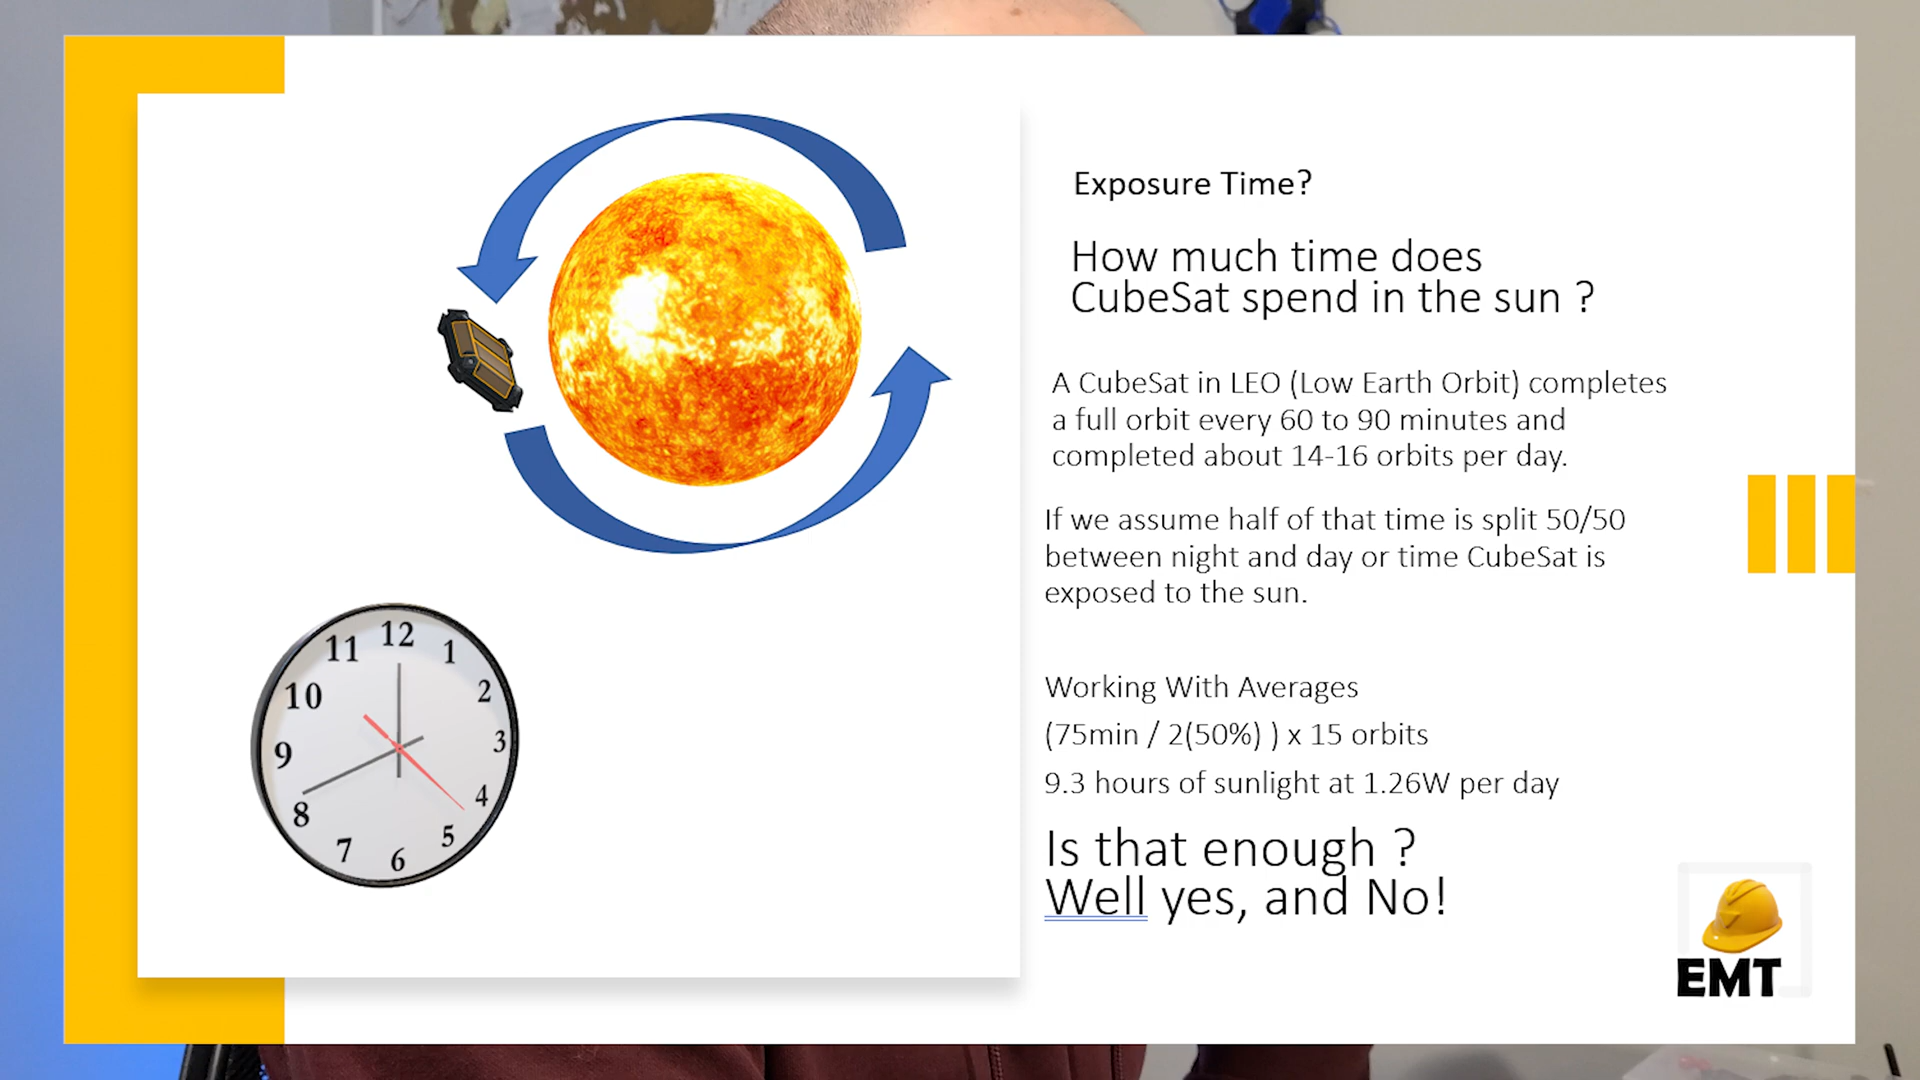 Exposure Time?
How much time does
CubeSat spend in the sun ?
A CubeSat in LEO (Low Earth Orbit) completes
a full orbit every 60 to 90 minutes and
completed about 14-16 orbits per day.
If we assume half of that time is split 50/50
between night and day or time CubeSat is
exposed to the sun.
Working With Averages
(75min / 2(50%) ) x 15 orbits
9.3 hours of sunlight at 1.26W per day
Is that enough ?
Well yes, and No!
12
1
2
3
4
5
6
7
8
9
10
11
EMT